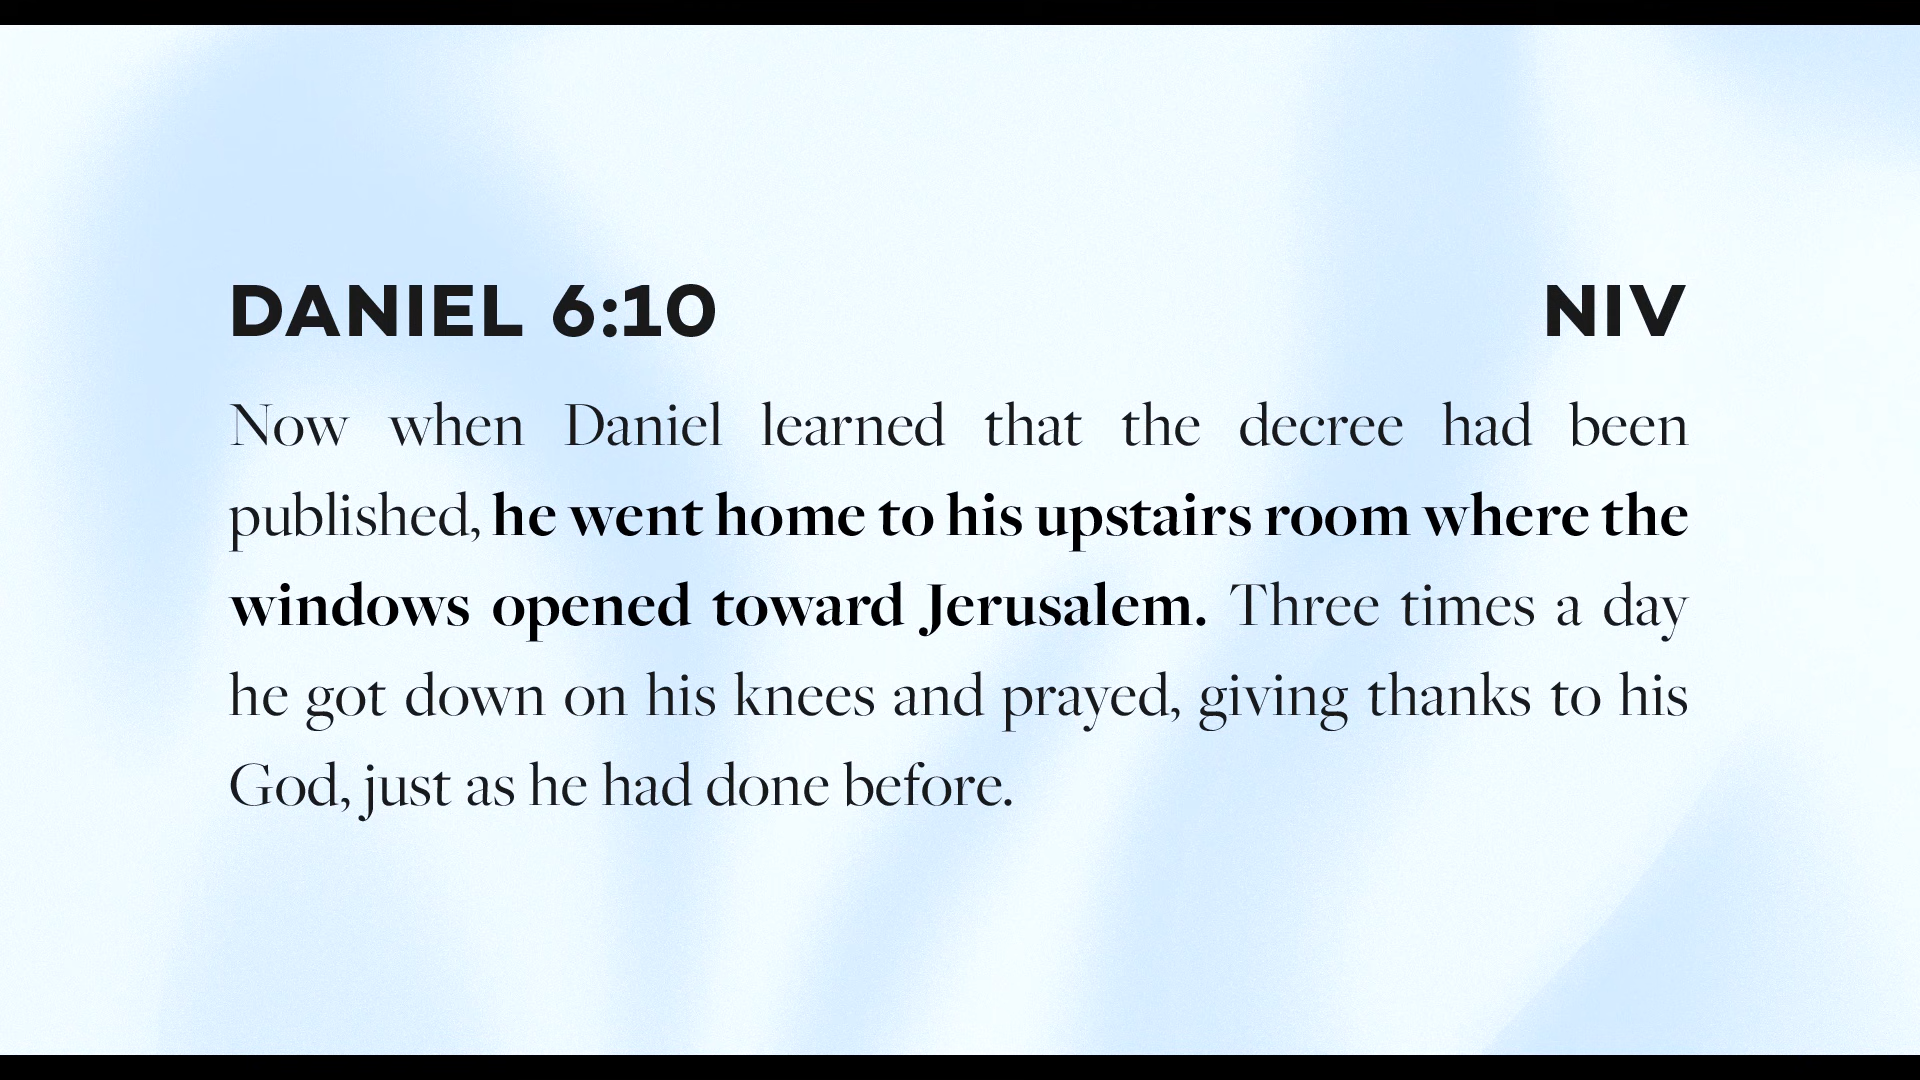 DANIEL 6:10 NIV
Now when Daniel learned that the decree had been
published, he went home to his upstairs room where the
windows opened toward Jerusalem. Three times a day
he got down on his knees and prayed, giving thanks to his
God, just as he had done before.